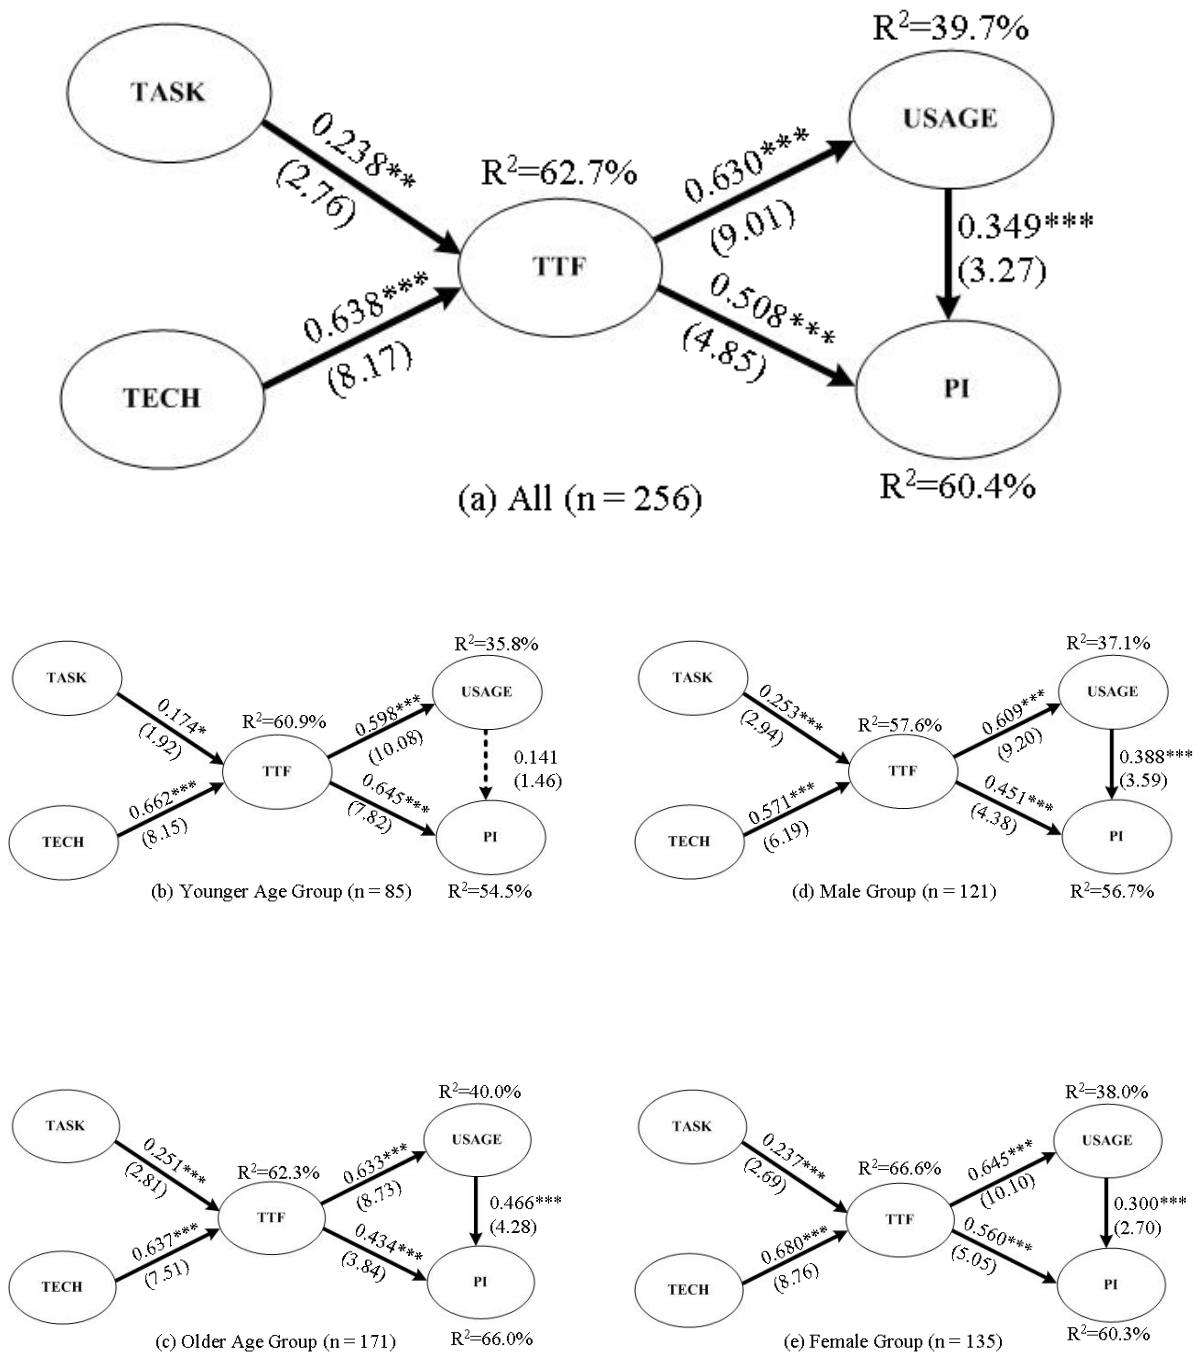 R²=39.7%
TASK
USAGE
0.238**
(2.76)
R²=62.7%
0.630***
(9.01)
0.349***
(3.27)
TTF
0.638***
(8.17)
0.508***
(4.85)
TECH
PI
R²=60.4%
(a) All (n = 256)
R²=35.8%
TASK
USAGE
0.174*
(1.92)
R²=60.9%
0.598***
(10.08)
0.141
(1.46)
TTF
0.662***
(8.15)
0.645***
(7.82)
TECH
PI
(b) Younger Age Group (n = 85)
R²=54.5%
R²=37.1%
TASK
USAGE
0.253***
(2.94)
R²=57.6%
0.609***
(9.20)
0.388***
(3.59)
TTF
0.571***
(6.19)
0.451***
(4.38)
TECH
PI
(d) Male Group (n = 121)
R²=56.7%
R²=40.0%
TASK
USAGE
0.251***
(2.81)
R²=62.3%
0.633***
(8.73)
0.466***
(4.28)
TTF
0.637***
(7.51)
0.434***
(3.84)
TECH
PI
(c) Older Age Group (n = 171)
R²=66.0%
R²=38.0%
TASK
USAGE
0.237***
(2.69)
R²=66.6%
0.645***
(10.10)
0.300***
(2.70)
TTF
0.680***
(8.76)
0.560***
(5.05)
TECH
PI
(e) Female Group (n = 135)
R²=60.3%